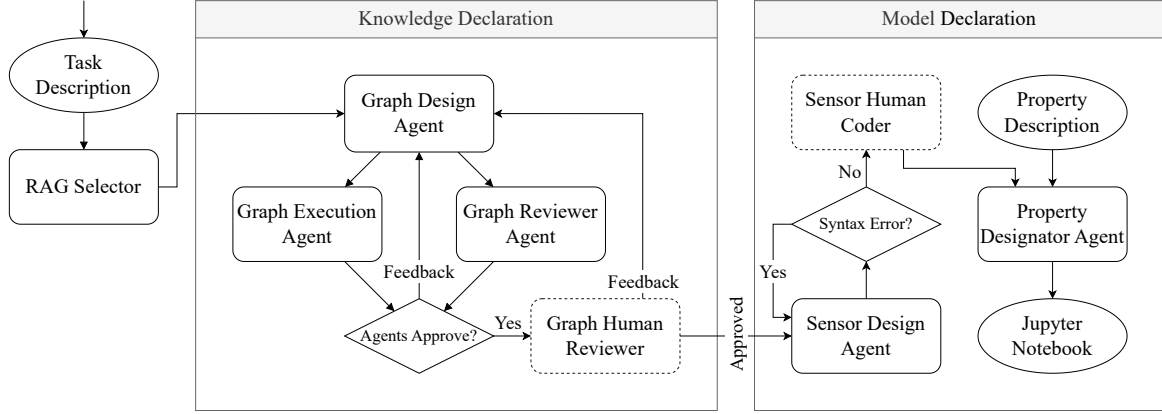 Knowledge Declaration
Model Declaration
Task
Description
RAG Selector
Graph Design
Agent
Graph Execution
Agent
Graph Reviewer
Agent
Feedback
Agents Approve?
Yes
Graph Human
Reviewer
Feedback
Approved
Sensor Human
Coder
No
Syntax Error?
Yes
Sensor Design
Agent
Property
Description
Property
Designator Agent
Jupyter
Notebook